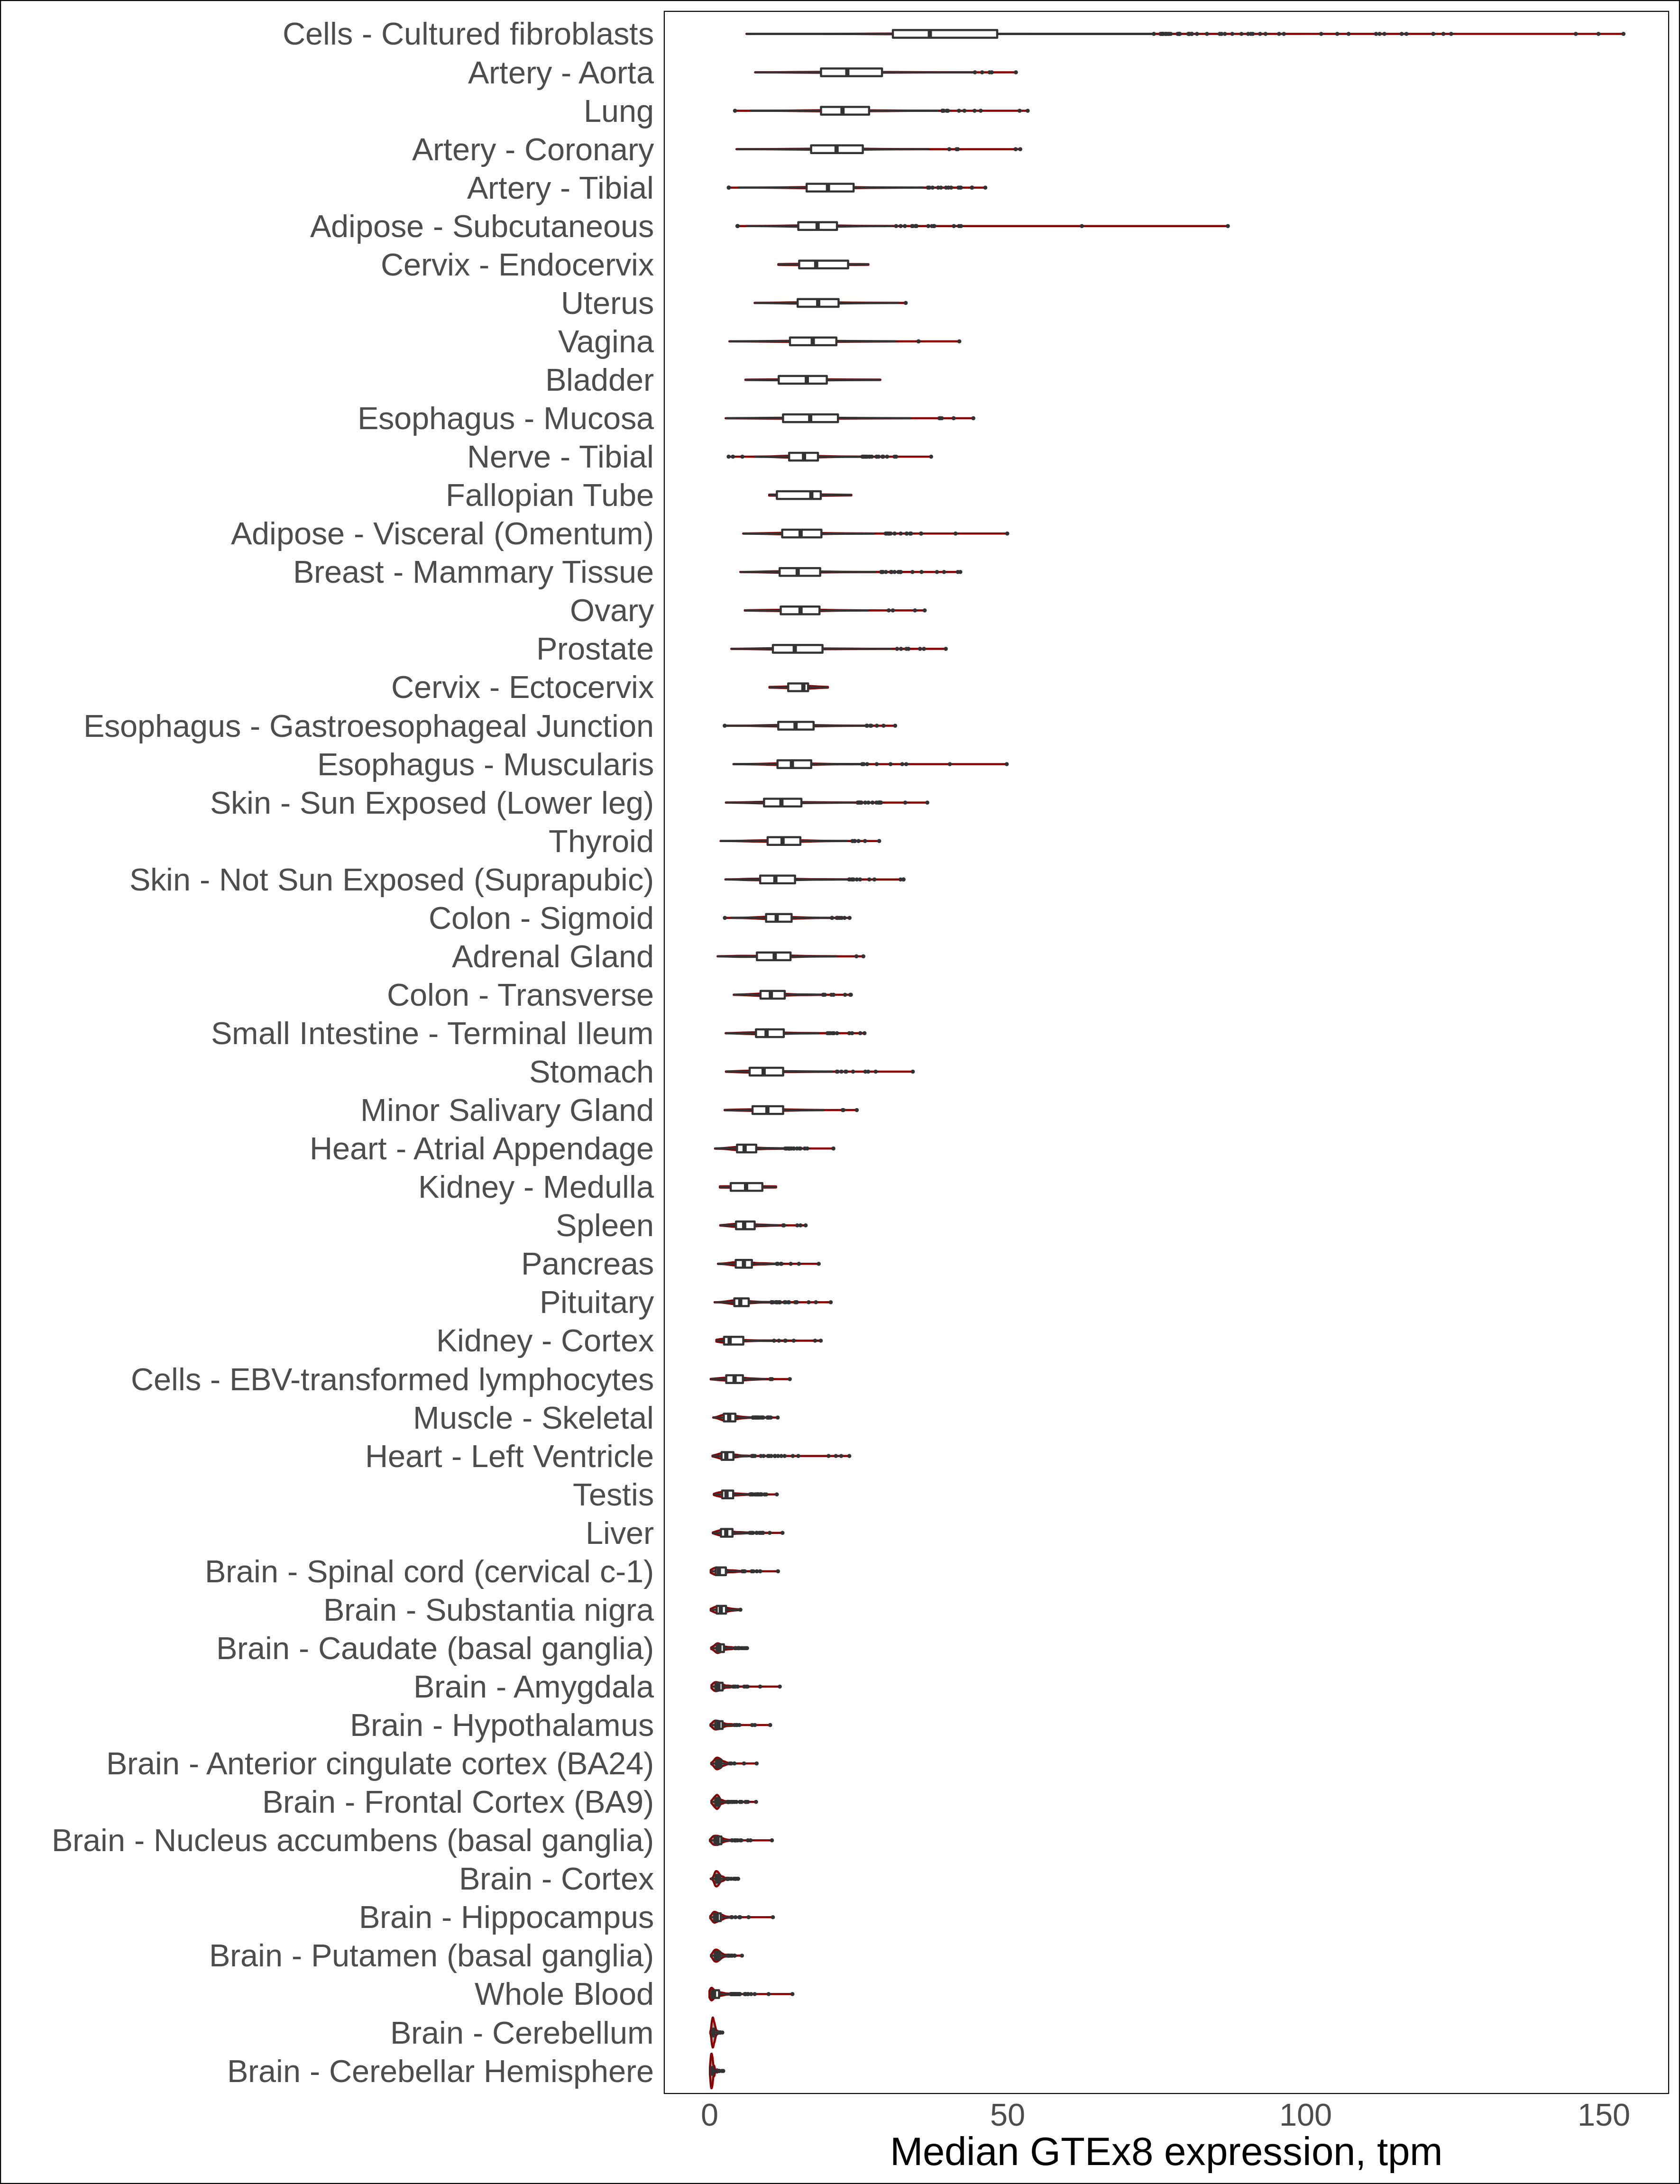 Cells - Cultured fibroblasts
Artery - Aorta
Lung
Artery - Coronary
Artery - Tibial
Adipose - Subcutaneous
Cervix - Endocervix
Uterus
Vagina
Bladder
Esophagus - Mucosa
Nerve - Tibial
Fallopian Tube
Adipose - Visceral (Omentum)
Breast - Mammary Tissue
Ovary
Prostate
Cervix - Ectocervix
Esophagus - Gastroesophageal Junction
Esophagus - Muscularis
Skin - Sun Exposed (Lower leg)
Thyroid
Skin - Not Sun Exposed (Suprapubic)
Colon - Sigmoid
Adrenal Gland
Colon - Transverse
Small Intestine - Terminal Ileum
Stomach
Minor Salivary Gland
Heart - Atrial Appendage
Kidney - Medulla
Spleen
Pancreas
Pituitary
Kidney - Cortex
Cells - EBV-transformed lymphocytes
Muscle - Skeletal
Heart - Left Ventricle
Testis
Liver
Brain - Spinal cord (cervical c-1)
Brain - Substantia nigra
Brain - Caudate (basal ganglia)
Brain - Amygdala
Brain - Hypothalamus
Brain - Anterior cingulate cortex (BA24)
Brain - Frontal Cortex (BA9)
Brain - Nucleus accumbens (basal ganglia)
Brain - Cortex
Brain - Hippocampus
Brain - Putamen (basal ganglia)
Whole Blood
Brain - Cerebellum
Brain - Cerebellar Hemisphere
0 50 100 150
Median GTEx8 expression, tpm